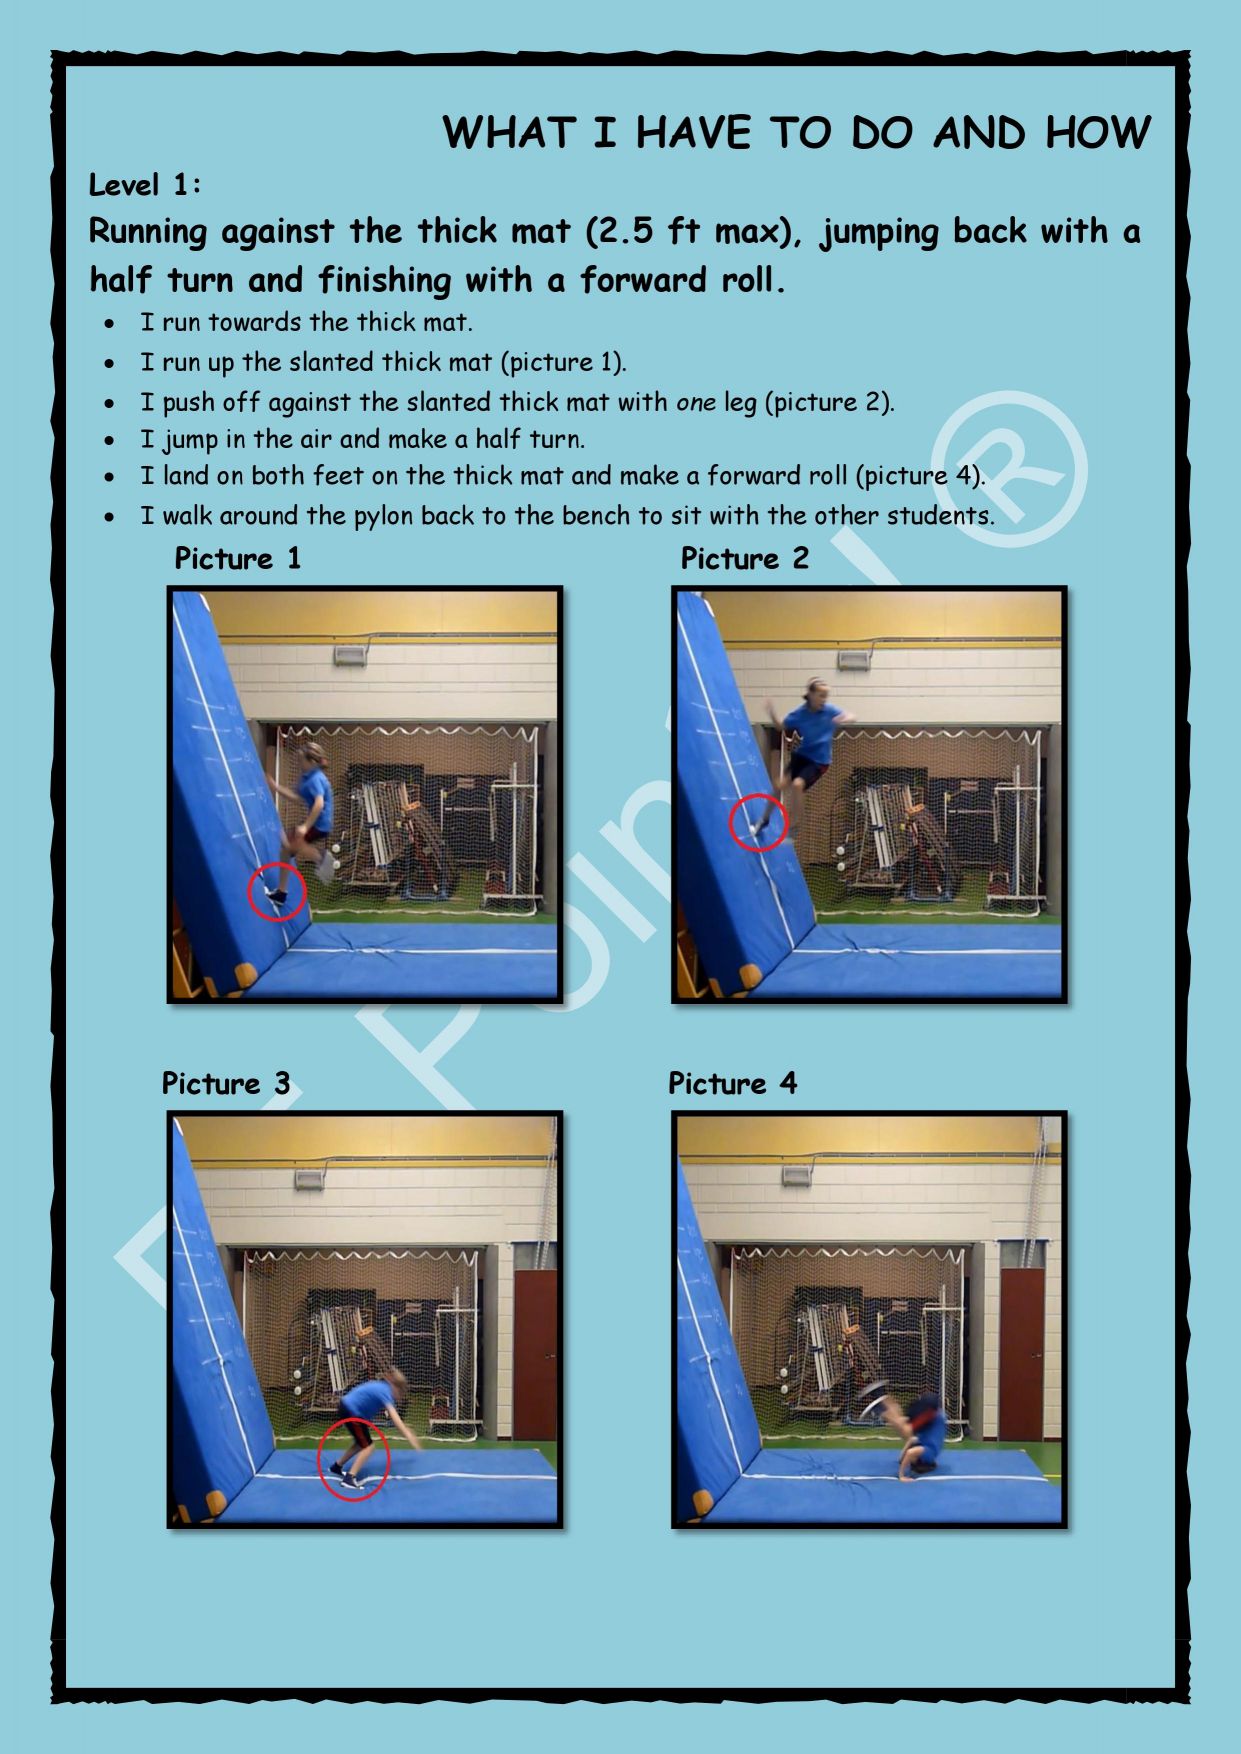 WHAT I HAVE TO DO AND HOW
Level 1:
Running against the thick mat (2.5 ft max), jumping back with a
half turn and finishing with a forward roll.
• I run towards the thick mat.
• I run up the slanted thick mat (picture 1).
• I push off against the slanted thick mat with one leg (picture 2).
• I jump in the air and make a half turn.
• I land on both feet on the thick mat and make a forward roll (picture 4).
• I walk around the pylon back to the bench to sit with the other students.
Picture 1
Picture 2
Picture 3
Picture 4